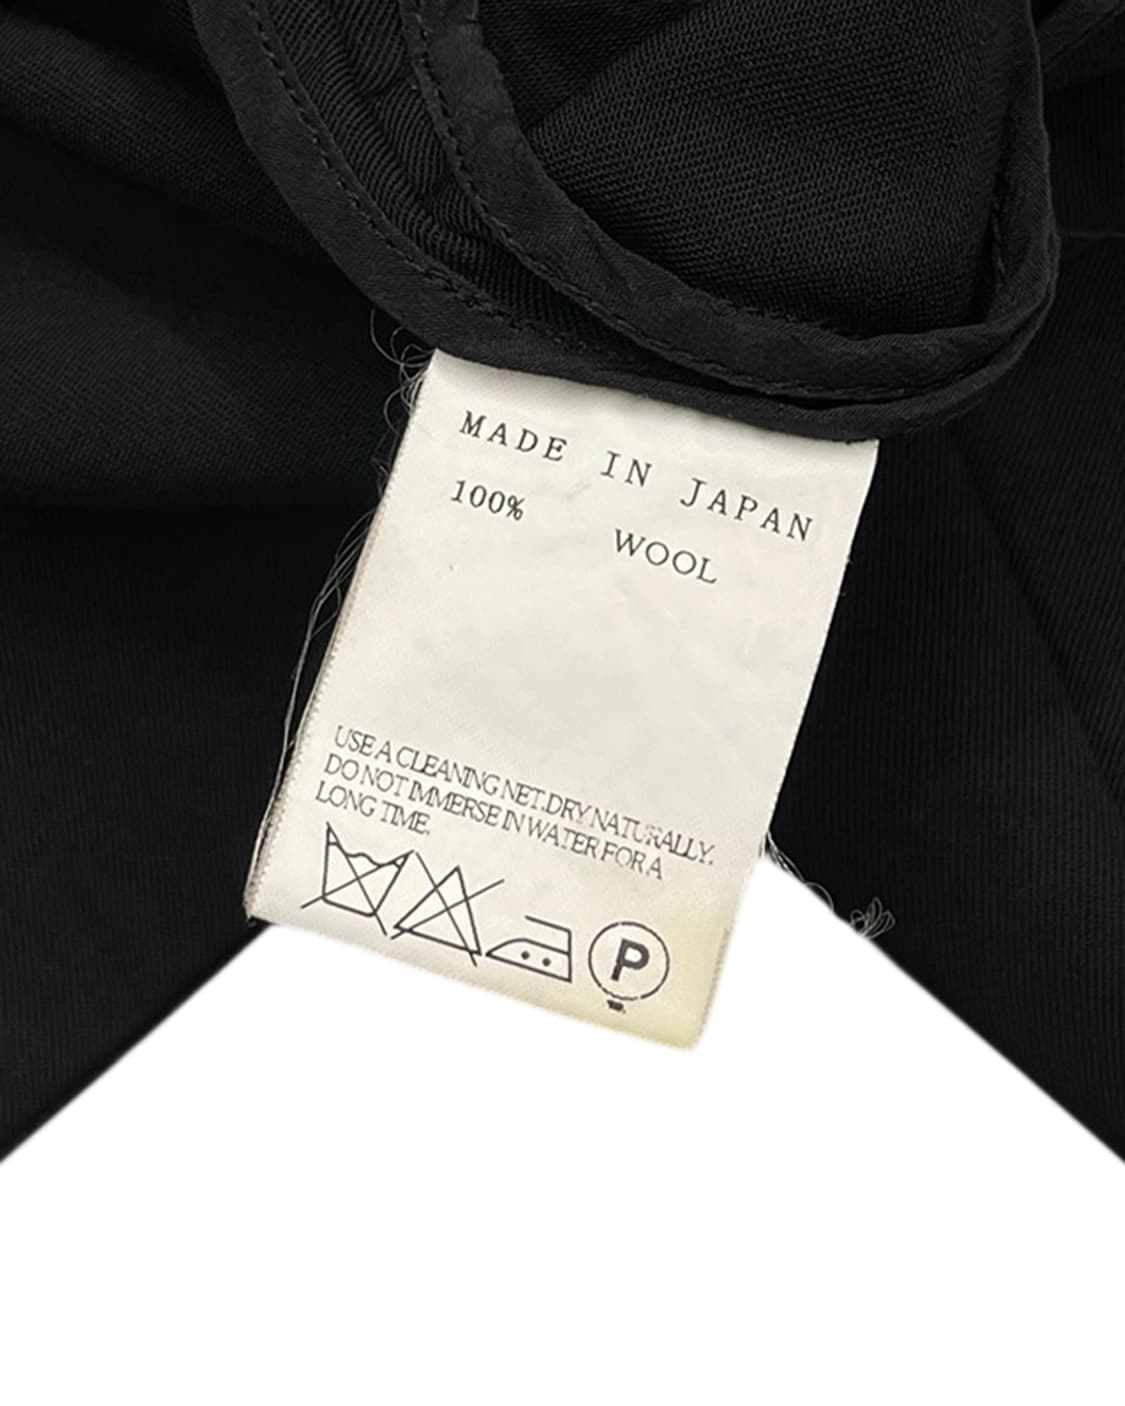 MADE IN JAPAN
100% WOOL
USE A CLEANING NET.DRY NATURALLY.
DO NOT IMMERSE IN WATER FOR A
LONG TIME.
P